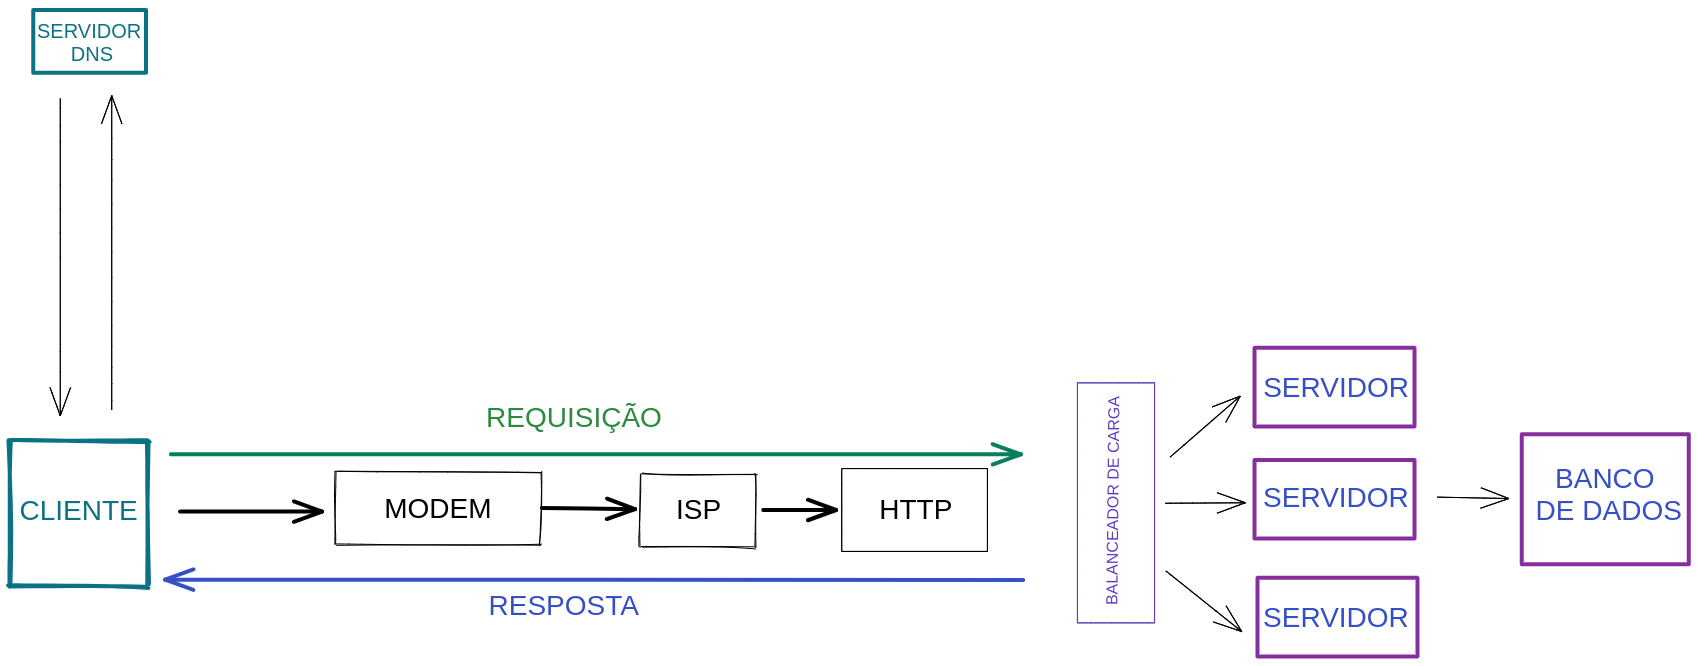 SERVIDOR
DNS
CLIENTE
REQUISIÇÃO
MODEM
ISP
HTTP
RESPOSTA
BALANCEADOR DE CARGA
SERVIDOR
SERVIDOR
SERVIDOR
BANCO
DE DADOS